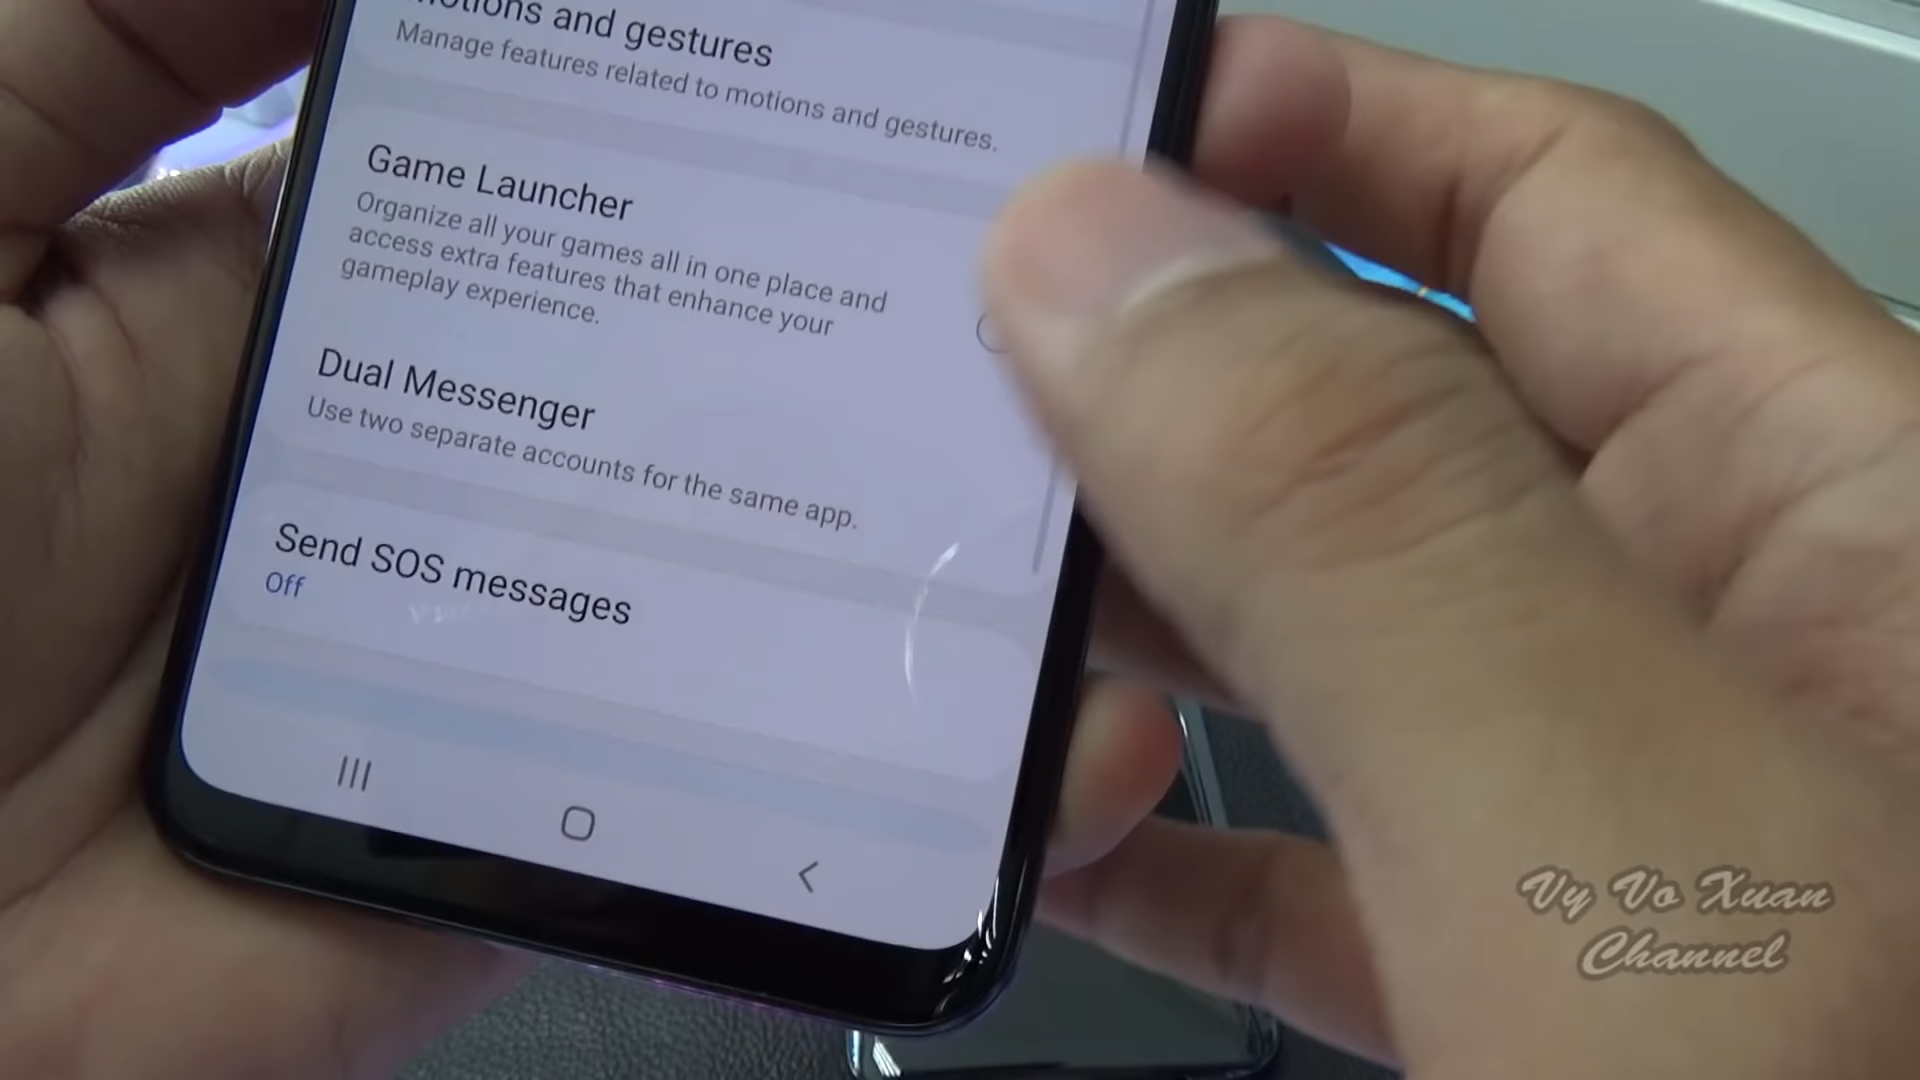 and gestures
Manage features related to motions and gestures.
Game Launcher
Organize all your games all in one place and
access extra features that enhance your
gameplay experience.
Dual Messenger
Use two separate accounts for the same app.
Send SOS messages
Off
Vy Vo Xuan
Channel